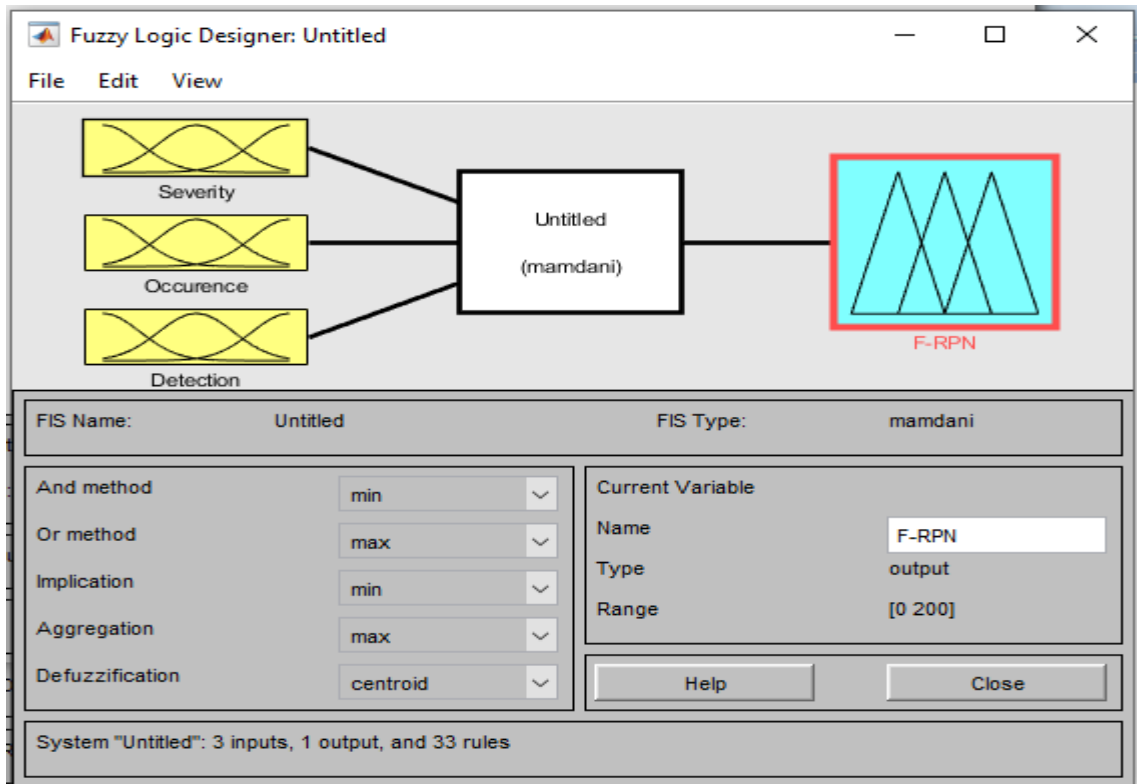 Fuzzy Logic Designer: Untitled
File Edit View
Severity
Occurence
Detection
Untitled
(mamdani)
F-RPN
FIS Name: Untitled FIS Type: mamdani
And method min
Or method max
Implication min
Aggregation max
Defuzzification centroid
Current Variable
Name F-RPN
Type output
Range [0 200]
Help Close
System "Untitled": 3 inputs, 1 output, and 33 rules